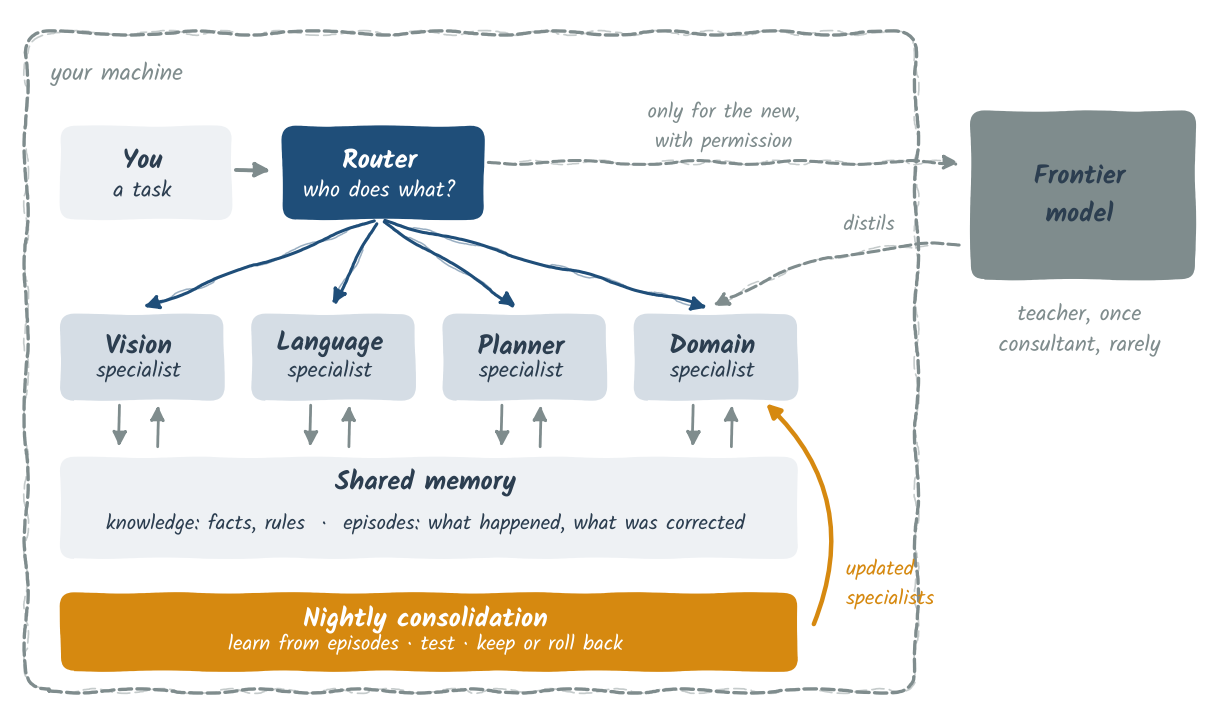 your machine
only for the new,
with permission
You
a task
Router
who does what?
Frontier
model
distils
teacher, once
consultant, rarely
Vision
specialist
Language
specialist
Planner
specialist
Domain
specialist
Shared memory
knowledge: facts, rules · episodes: what happened, what was corrected
updated
specialists
Nightly consolidation
learn from episodes · test · keep or roll back